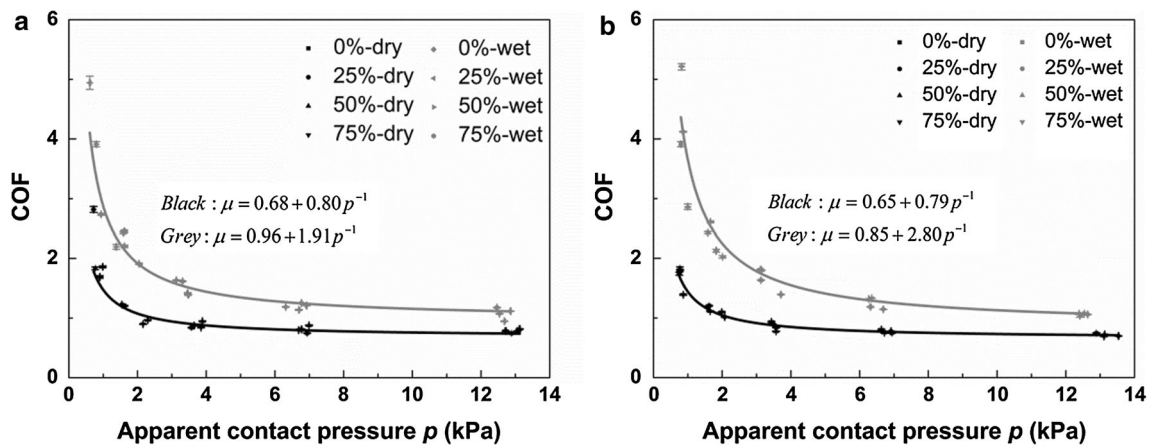 a
6
4
2
0
COF
0%-dry 0%-wet
25%-dry 25%-wet
50%-dry 50%-wet
75%-dry 75%-wet
Black : μ = 0.68 + 0.80 p⁻¹
Grey : μ = 0.96 + 1.91 p⁻¹
0 2 4 6 8 10 12 14
Apparent contact pressure p (kPa)
b
6
4
2
0
COF
0%-dry 0%-wet
25%-dry 25%-wet
50%-dry 50%-wet
75%-dry 75%-wet
Black : μ = 0.65 + 0.79 p⁻¹
Grey : μ = 0.85 + 2.80 p⁻¹
0 2 4 6 8 10 12 14
Apparent contact pressure p (kPa)